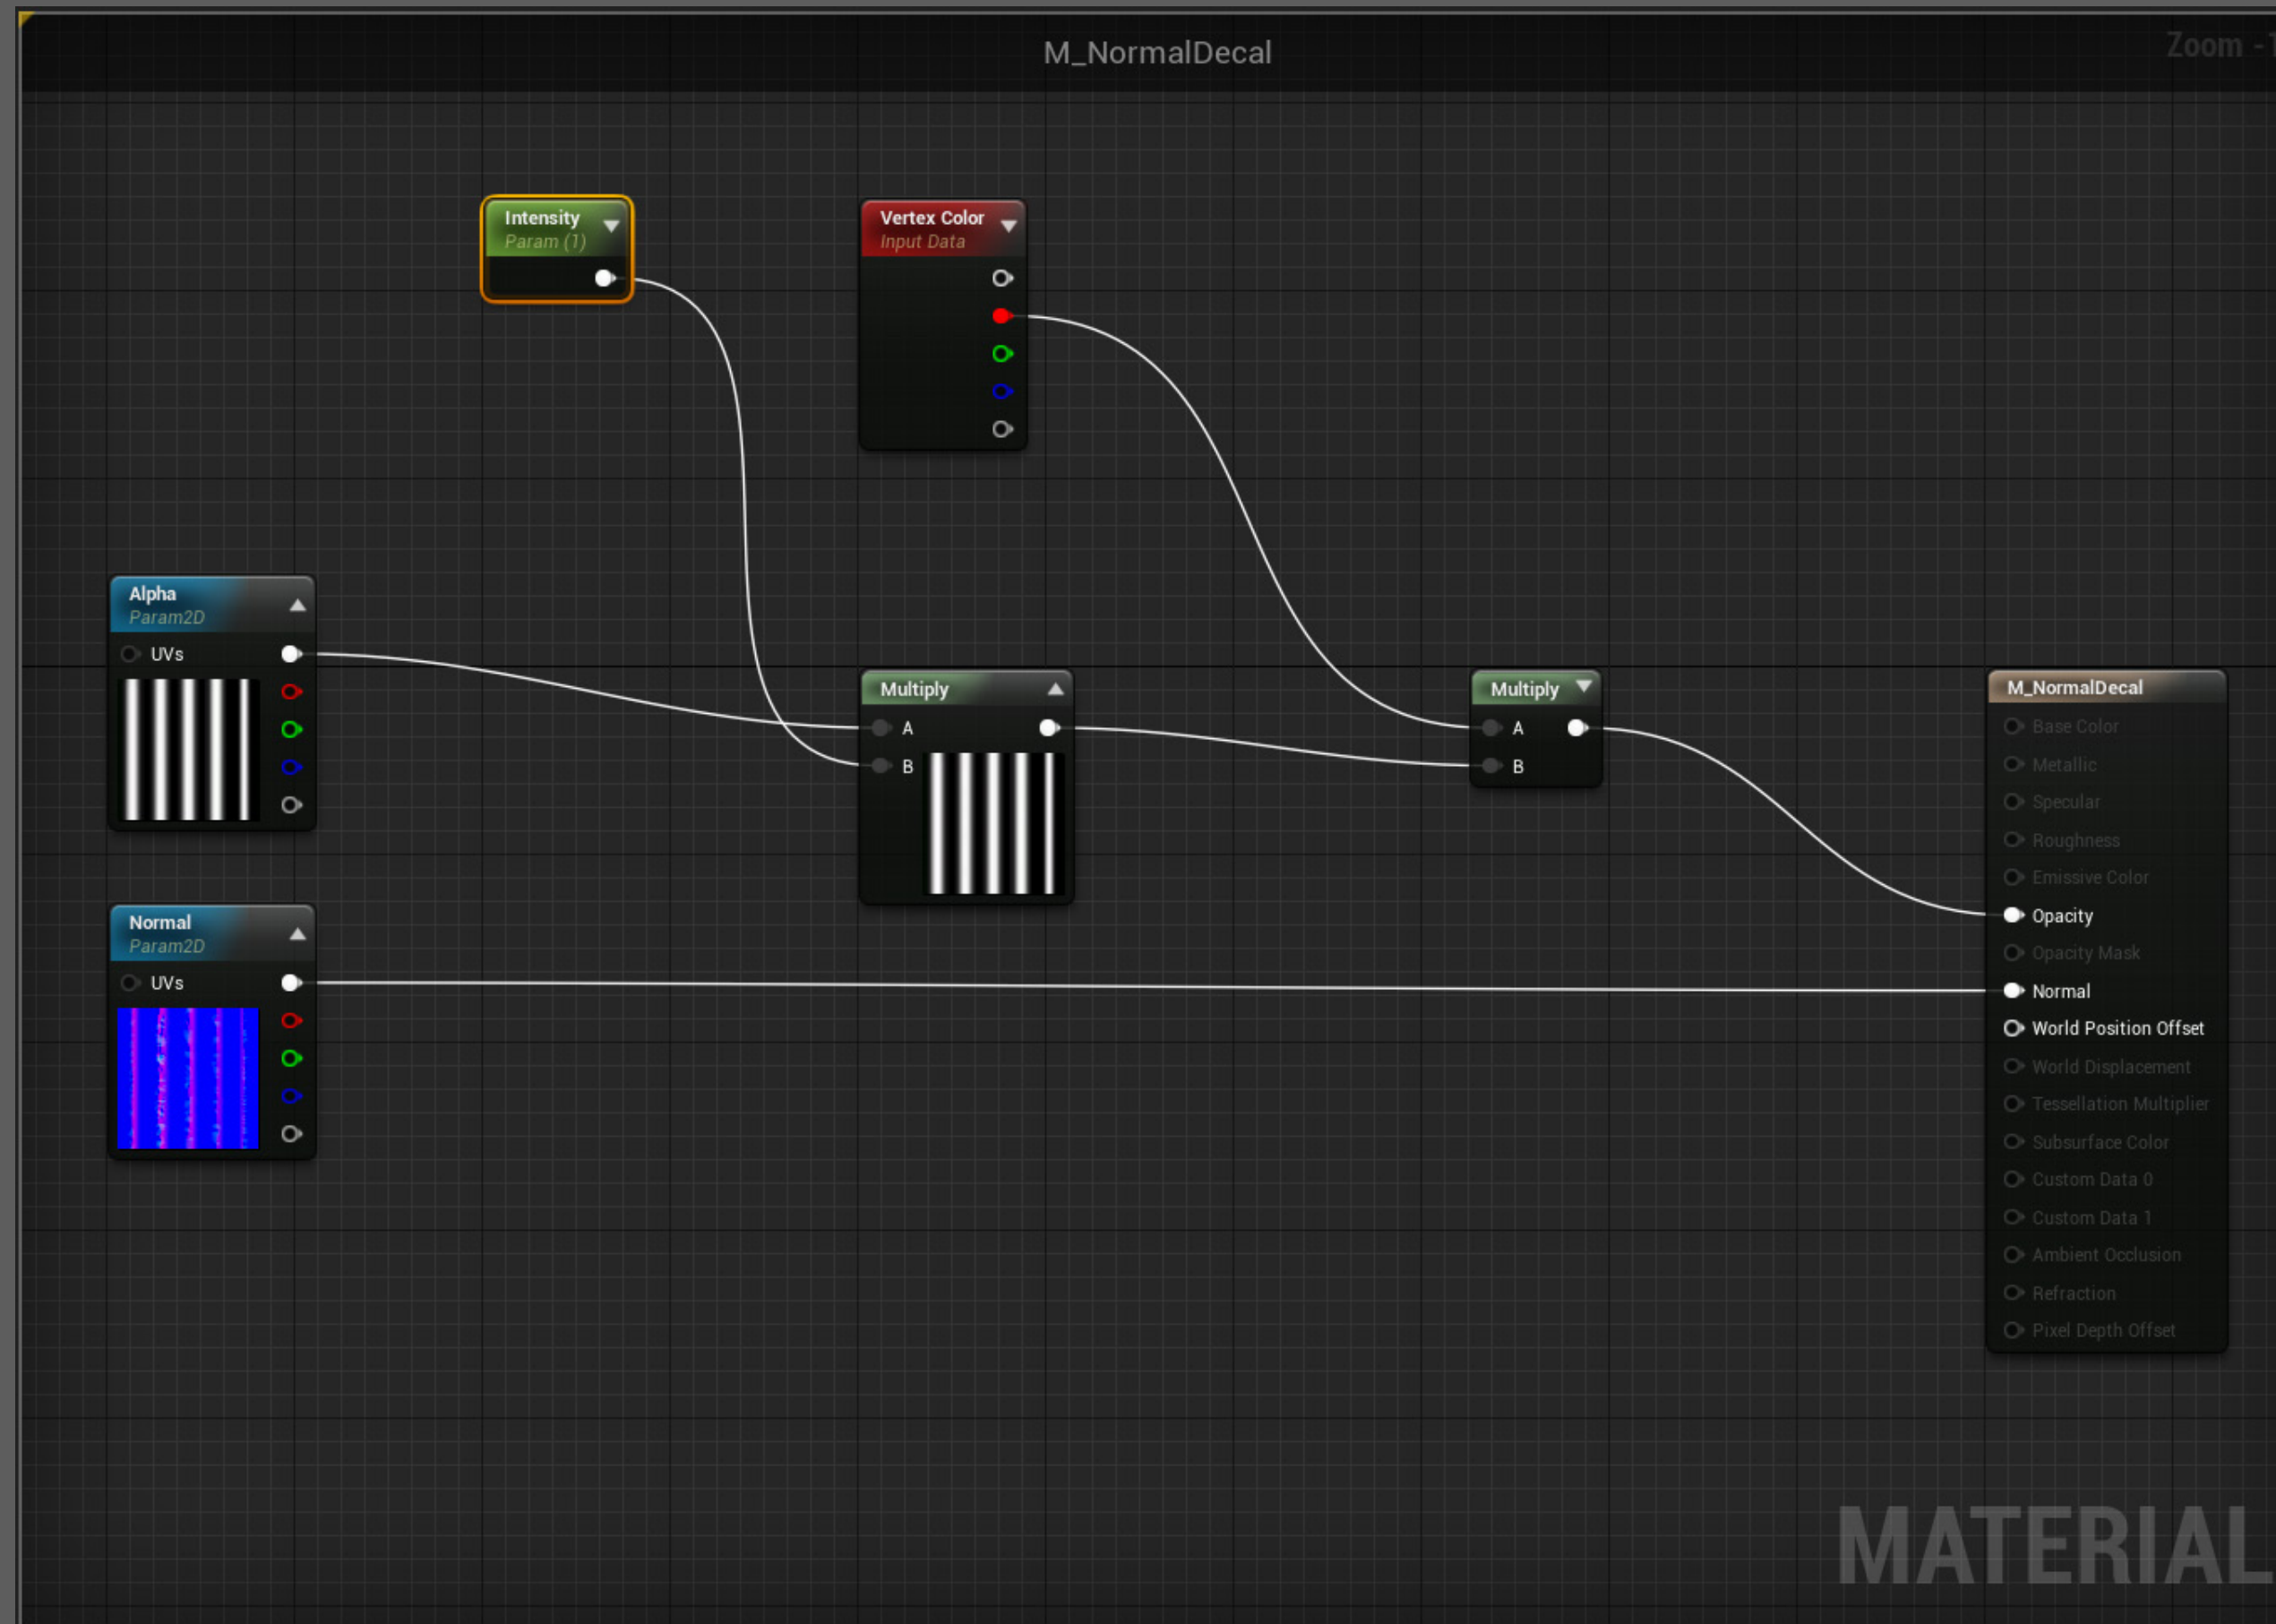 M_NormalDecal
Zoom -1
Intensity
Param (1)
Vertex Color
Input Data
Alpha
Param2D
UVs
Multiply
A
B
Multiply
A
B
Normal
Param2D
UVs
M_NormalDecal
Base Color
Metallic
Specular
Roughness
Emissive Color
Opacity
Opacity Mask
Normal
World Position Offset
World Displacement
Tessellation Multiplier
Subsurface Color
Custom Data 0
Custom Data 1
Ambient Occlusion
Refraction
Pixel Depth Offset
MATERIAL